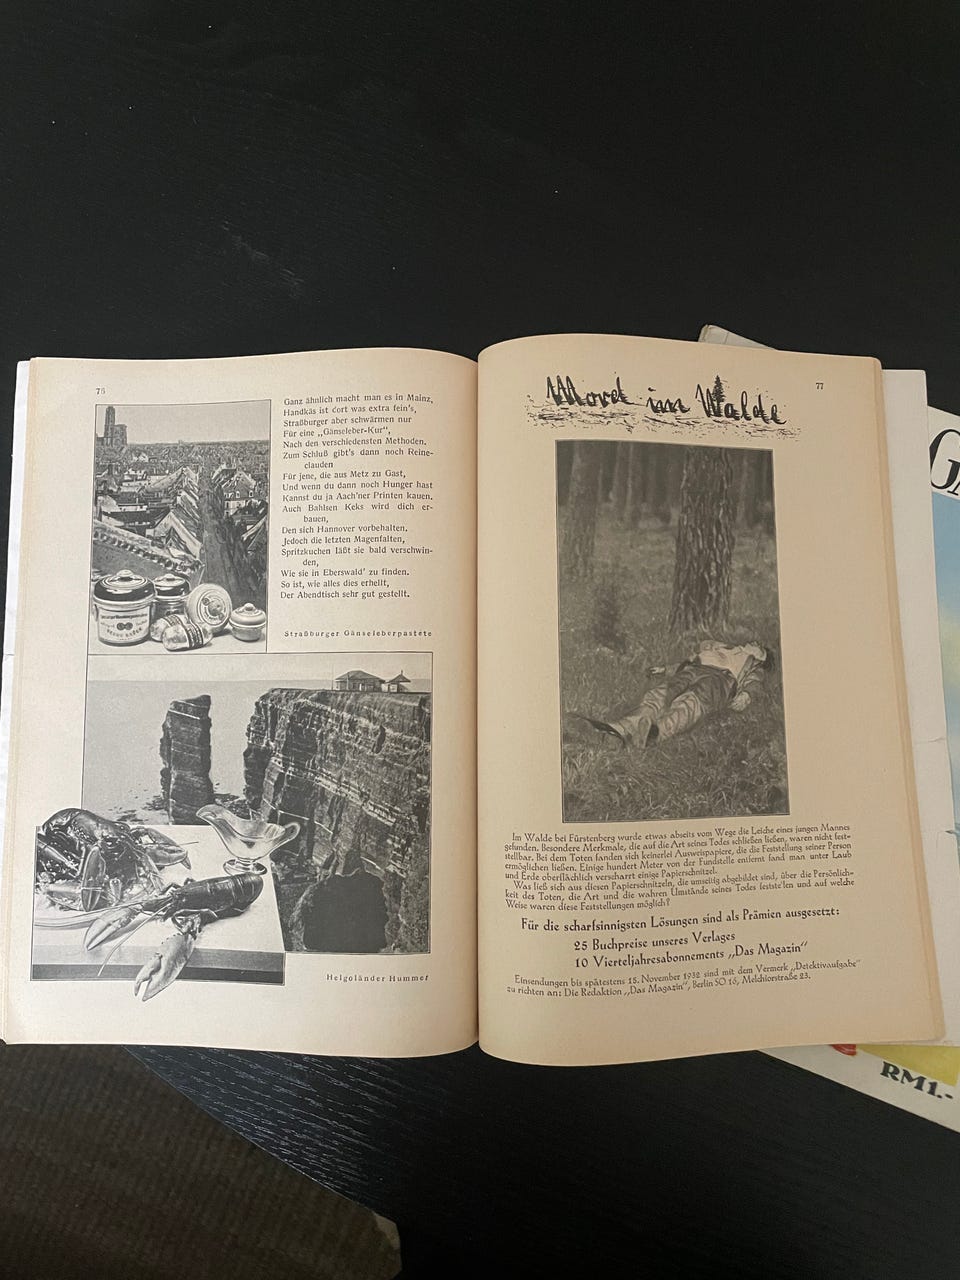 76
Ganz ähnlich macht man es in Mainz,
Handkäs ist dort was extra fein's,
Straßburger aber schwärmen nur
Für eine „Gänseleber-Kur“,
Nach den verschiedensten Methoden.
Zum Schluß gibt's dann noch Reine-
clauden
Für jene, die aus Metz zu Gast,
Und wenn du dann noch Hunger hast
Kannst du ja Aach'ner Printen kauen.
Auch Bahlsen Keks wird dich er-
bauen,
Den sich Hannover vorbehalten.
Jedoch die letzten Magenfalten,
Spritzkuchen läßt sie bald verschwin-
den,
Wie sie in Eberswald' zu finden.
So ist, wie alles dies erhellt,
Der Abendtisch sehr gut gestellt.
Straßburger Gänseleberpastete
Helgoländer Hummer
77
Mord im Walde
Im Walde bei Fürstenberg wurde etwas abseits vom Wege die Leiche eines jungen Mannes
gefunden. Besondere Merkmale, die auf die Art seines Todes schließen ließen, waren nicht fest-
stellbar. Bei dem Toten fanden sich keinerlei Ausweispapiere, die die Feststellung seiner Person
ermöglichen ließen. Einige hundert Meter von der Fundstelle entfernt fand man unter Laub
und Erde oberflächlich verscharrt einige Papierschnitzel.
Was ließ sich aus diesen Papierschnitzeln, die umseitig abgebildet sind, über die Persönlich-
keit des Toten, die Art und die wahren Umstände seines Todes feststellen und auf welche
Weise waren diese Feststellungen möglich?
Für die scharfsinnigsten Lösungen sind als Prämien ausgesetzt:
25 Buchpreise unseres Verlages
10 Vierteljahresabonnements „Das Magazin“
Einsendungen bis spätestens 15. November 1932 sind mit dem Vermerk „Detektivaufgabe“
zu richten an: Die Redaktion „Das Magazin“, Berlin SO 16, Melchiorstraße 23.
RM1.-